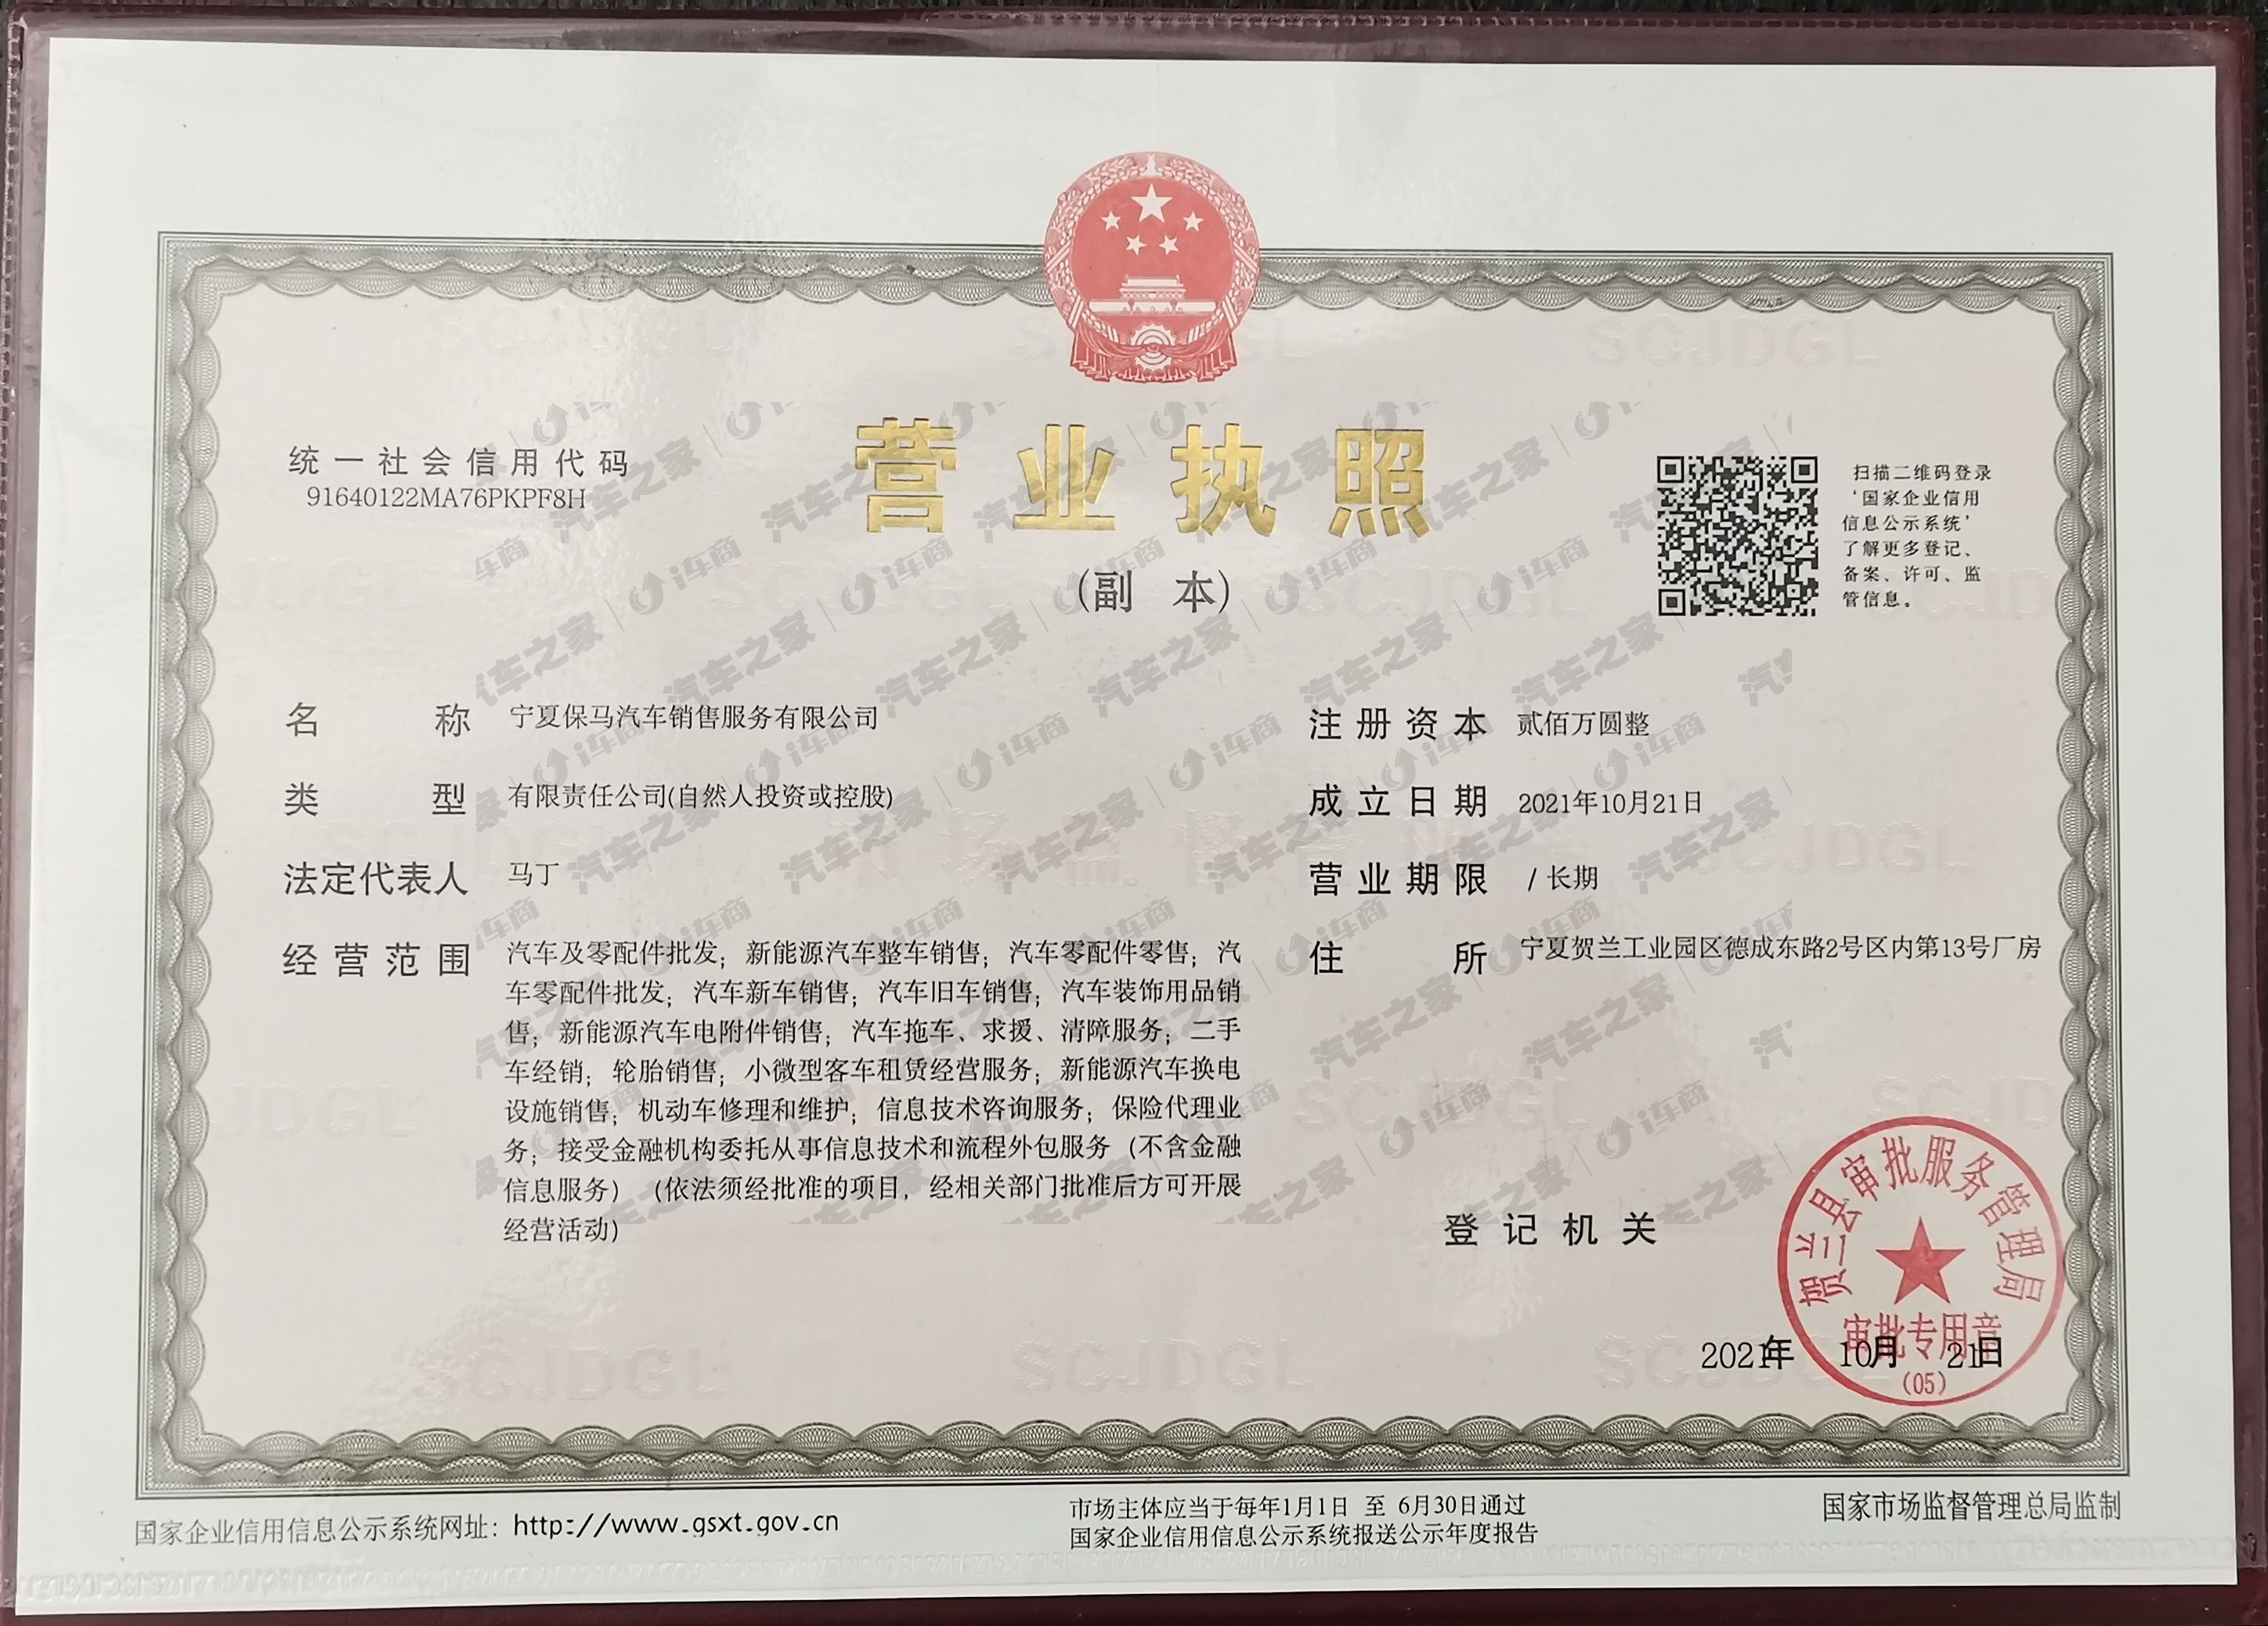 营业执照
(副 本)
统一社会信用代码
91640122MA76PKPF8H
扫描二维码登录
‘国家企业信用
信息公示系统’
了解更多登记、
备案、许可、监
管信息。
名 称 宁夏保马汽车销售服务有限公司
类 型 有限责任公司(自然人投资或控股)
法定代表人 马丁
经营范围 汽车及零配件批发；新能源汽车整车销售；汽车零配件零售；汽
车零配件批发；汽车新车销售；汽车旧车销售；汽车装饰用品销
售；新能源汽车电附件销售；汽车拖车、求援、清障服务；二手
车经销；轮胎销售；小微型客车租赁经营服务；新能源汽车换电
设施销售；机动车修理和维护；信息技术咨询服务；保险代理业
务；接受金融机构委托从事信息技术和流程外包服务（不含金融
信息服务）（依法须经批准的项目，经相关部门批准后方可开展
经营活动）
注册资本 贰佰万圆整
成立日期 2021年10月21日
营业期限 / 长期
住 所 宁夏贺兰工业园区德成东路2号区内第13号厂房
登记机关
贺兰县审批服务管理局
审批专用章
(05)
2021年 10月 21日
国家企业信用信息公示系统网址：http://www.gsxt.gov.cn
市场主体应当于每年1月1日 至 6月30日通过
国家企业信用信息公示系统报送公示年度报告
国家市场监督管理总局监制
汽车之家 | i车商
SCJDGL